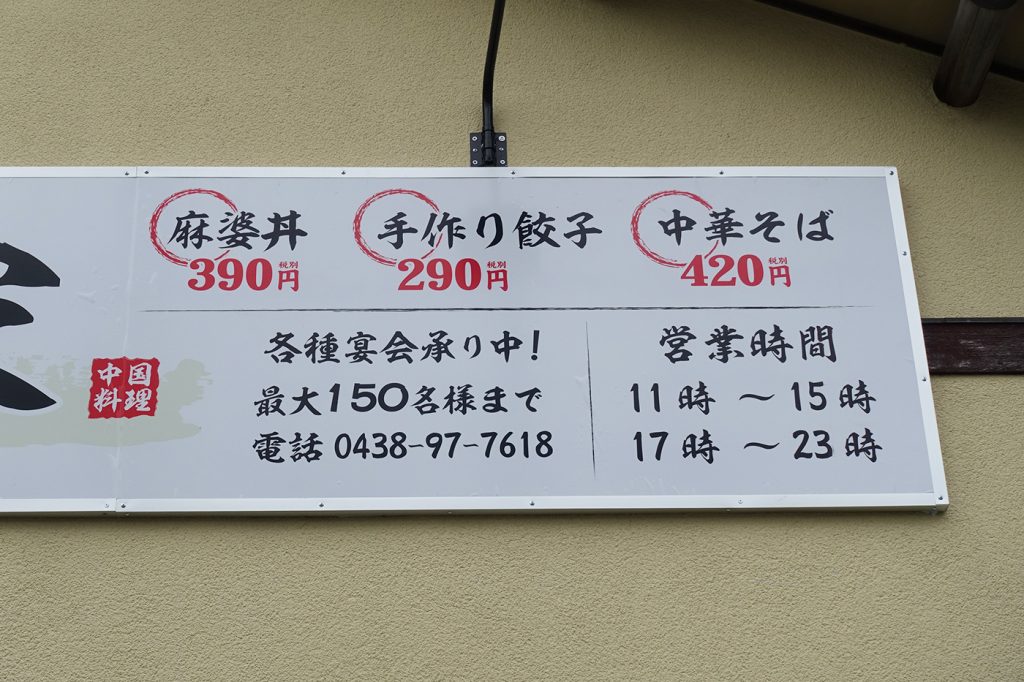 麻婆丼 手作り餃子 中華そば
390税別円 290税別円 420税別円
各種宴会承り中!
最大150名様まで
電話 0438-97-7618
営業時間
11時 ~15時
17時 ~23時
中国
料理